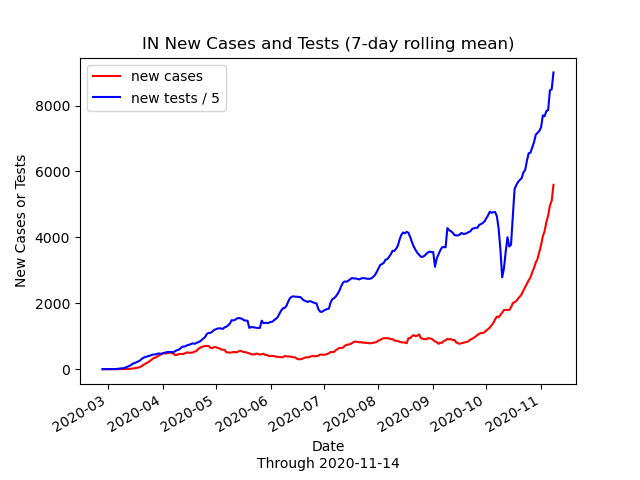 IN New Cases and Tests (7-day rolling mean)
new cases
new tests / 5
New Cases or Tests
8000
6000
4000
2000
0
2020-03
2020-04
2020-05
2020-06
2020-07
2020-08
2020-09
2020-10
2020-11
Date
Through 2020-11-14